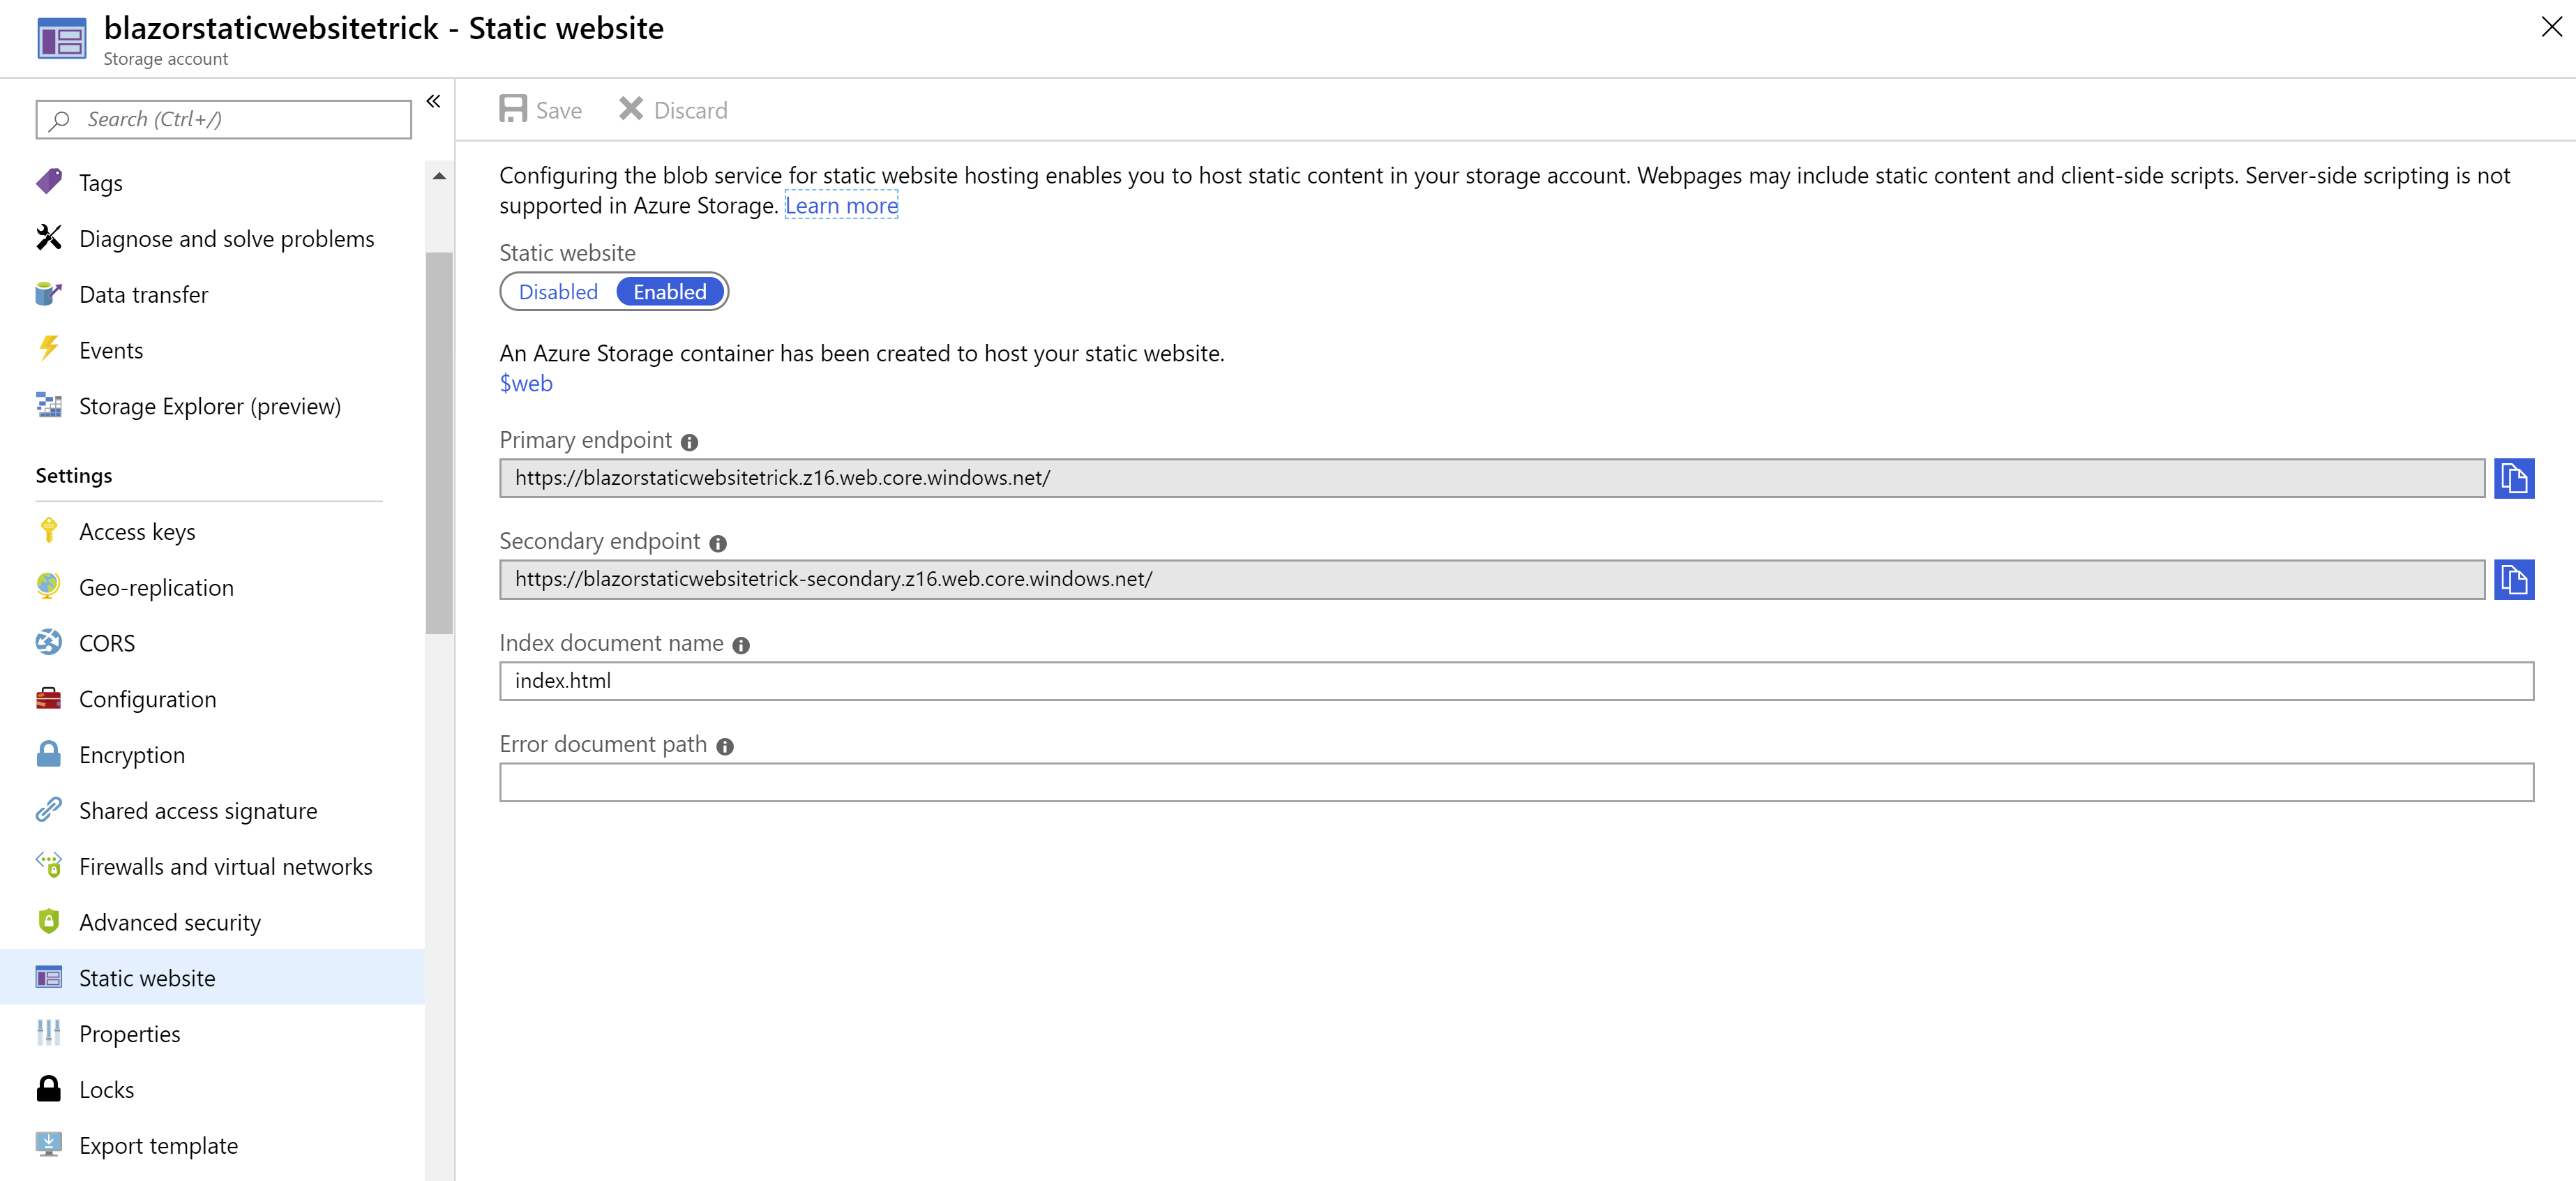 blazorstaticwebsitetrick - Static website
Storage account
Search (Ctrl+/)
Tags
Diagnose and solve problems
Data transfer
Events
Storage Explorer (preview)
Settings
Access keys
Geo-replication
CORS
Configuration
Encryption
Shared access signature
Firewalls and virtual networks
Advanced security
Static website
Properties
Locks
Export template
Save Discard
Configuring the blob service for static website hosting enables you to host static content in your storage account. Webpages may include static content and client-side scripts. Server-side scripting is not
supported in Azure Storage. Learn more
Static website
Disabled Enabled
An Azure Storage container has been created to host your static website.
$web
Primary endpoint
https://blazorstaticwebsitetrick.z16.web.core.windows.net/
Secondary endpoint
https://blazorstaticwebsitetrick-secondary.z16.web.core.windows.net/
Index document name
index.html
Error document path